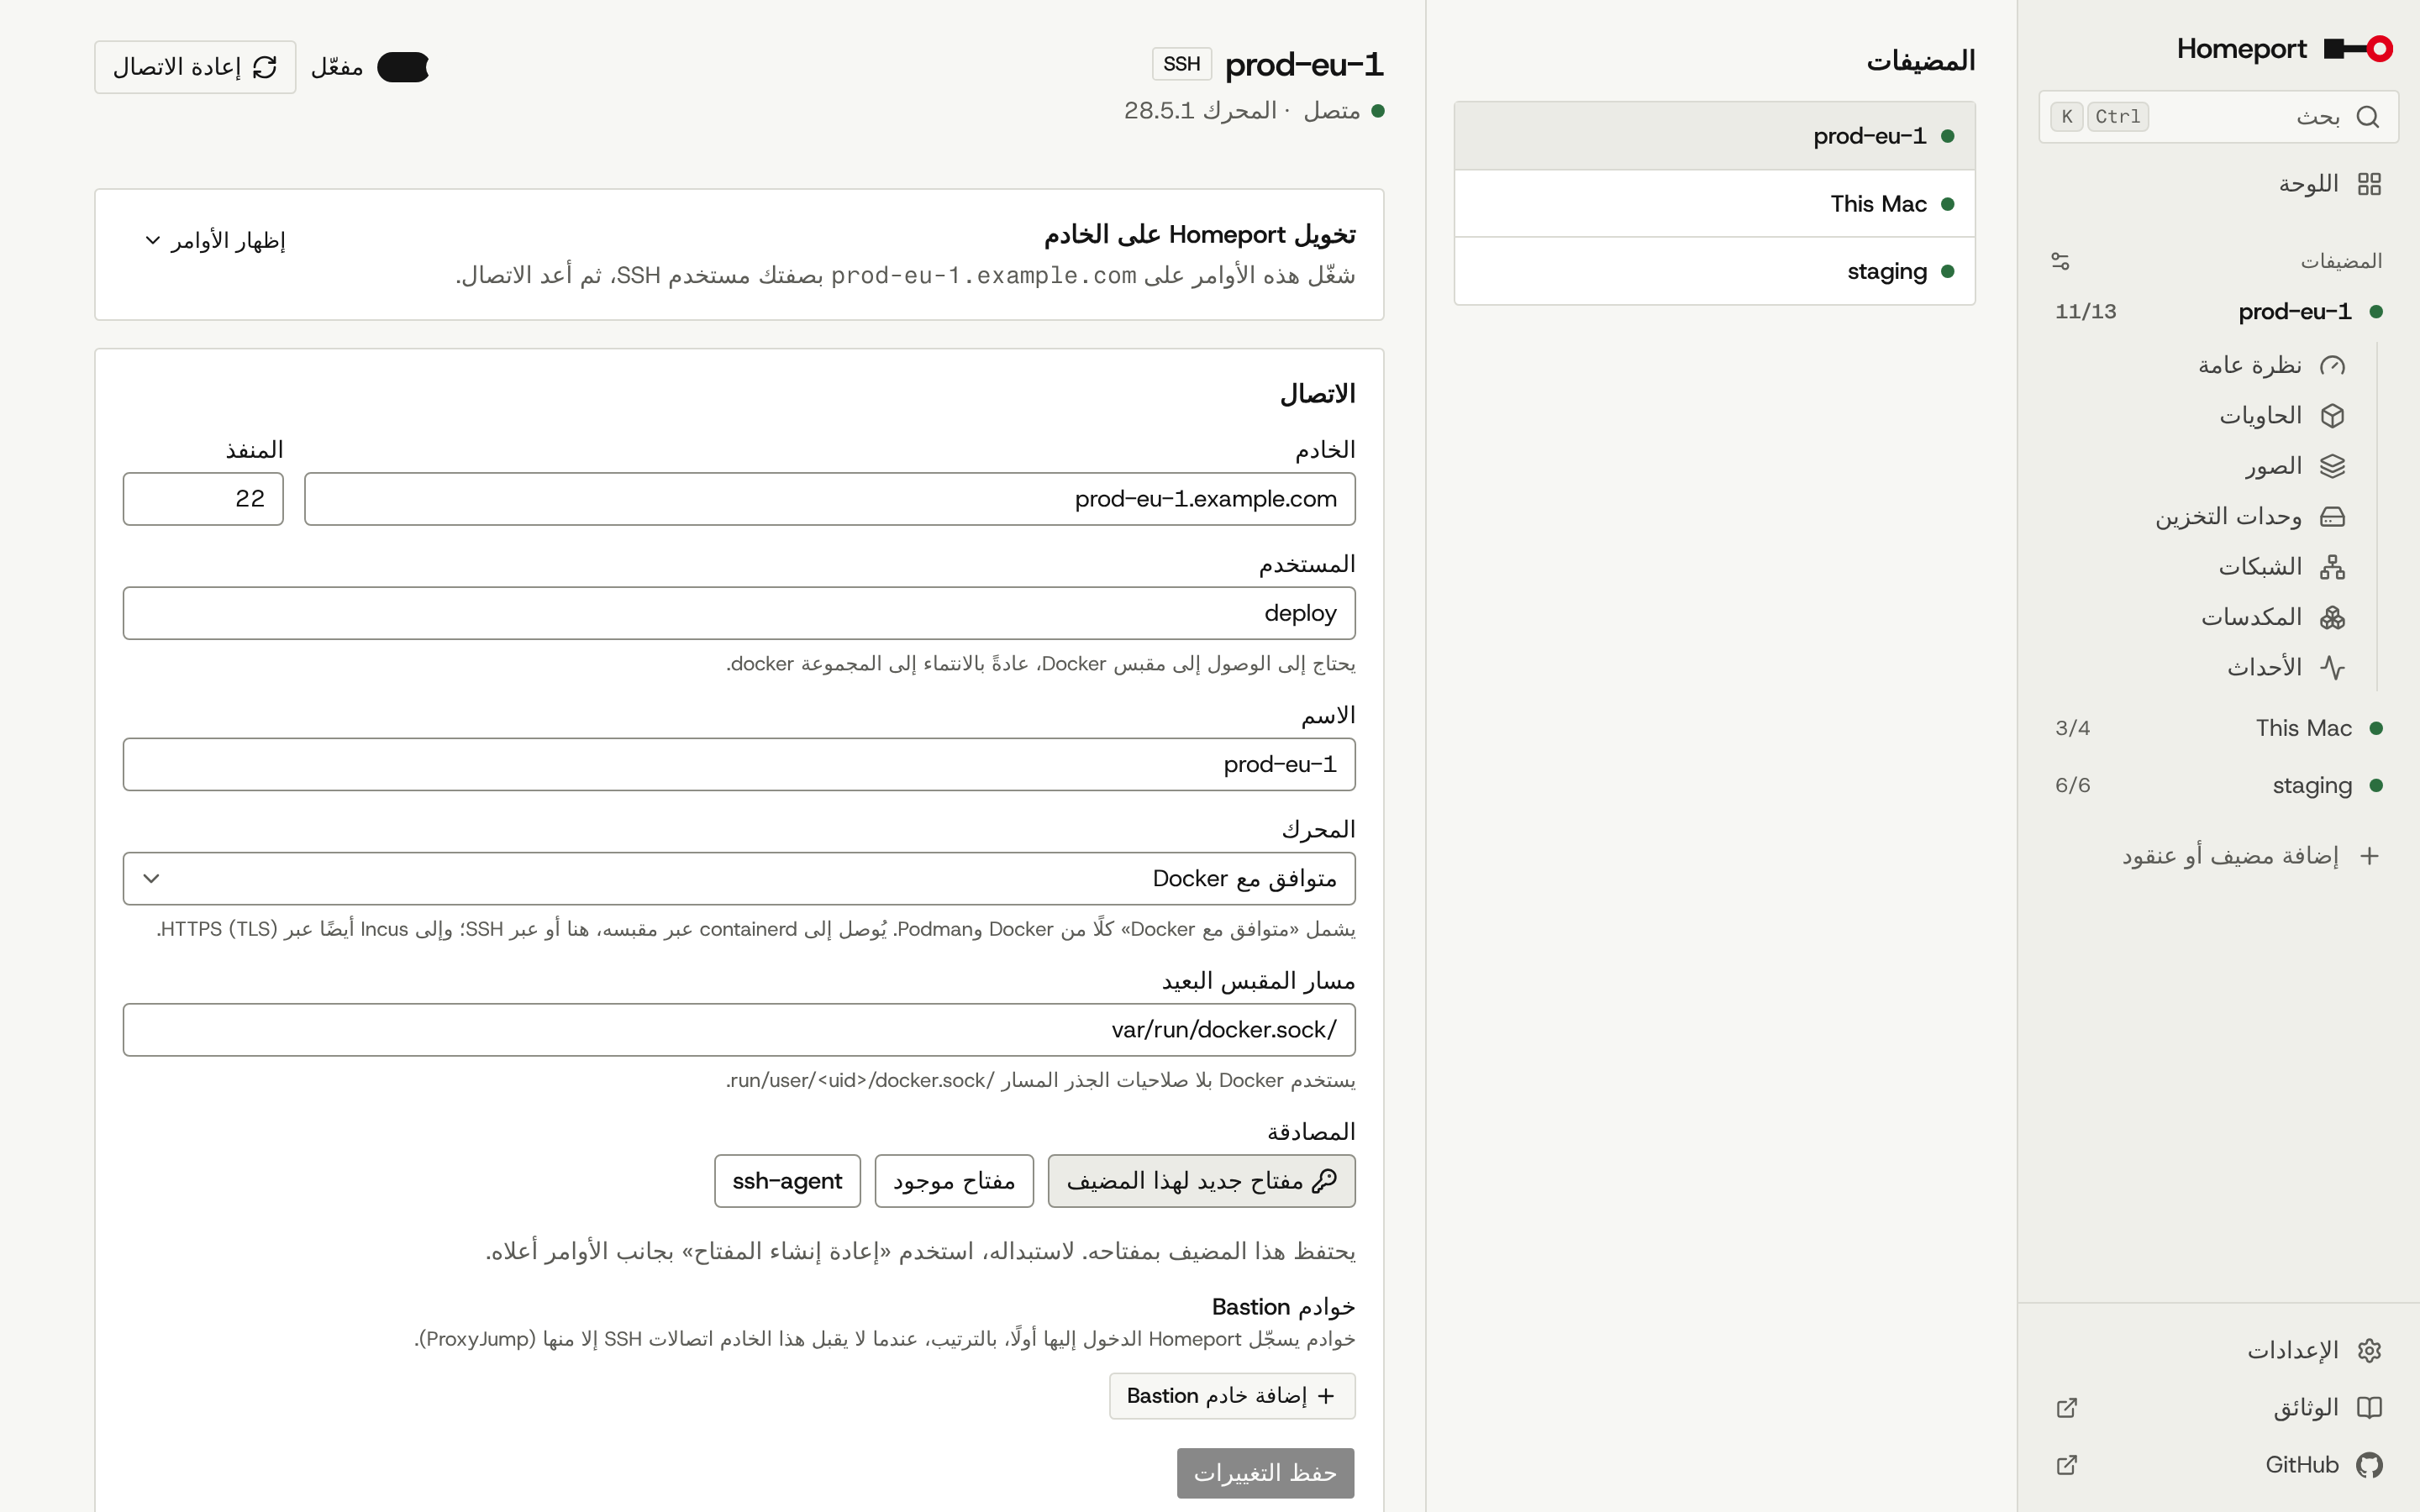 Homeport
بحث
Ctrl K
اللوحة
المضيفات
prod-eu-1 11/13
نظرة عامة
الحاويات
الصور
وحدات التخزين
الشبكات
المكدسات
الأحداث
This Mac 3/4
staging 6/6
إضافة مضيف أو عنقود
الإعدادات
الوثائق
GitHub
المضيفات
prod-eu-1
This Mac
staging
prod-eu-1 SSH
متصل · المحرك 28.5.1
مفعّل
إعادة الاتصال
تخويل Homeport على الخادم
شغّل هذه الأوامر على prod-eu-1.example.com بصفتك مستخدم SSH، ثم أعد الاتصال.
إظهار الأوامر
الاتصال
الخادم
prod-eu-1.example.com
المنفذ
22
المستخدم
deploy
يحتاج إلى الوصول إلى مقبس Docker، عادةً بالانتماء إلى المجموعة docker.
الاسم
prod-eu-1
المحرك
متوافق مع Docker
يشمل «متوافق مع Docker» كلًا من Docker وPodman. يُوصل إلى containerd عبر مقبسه، هنا أو عبر SSH؛ وإلى Incus أيضًا عبر HTTPS (TLS).
مسار المقبس البعيد
/var/run/docker.sock
يستخدم Docker بلا صلاحيات الجذر المسار /run/user/<uid>/docker.sock.
المصادقة
مفتاح جديد لهذا المضيف
مفتاح موجود
ssh-agent
يحتفظ هذا المضيف بمفتاحه. لاستبداله، استخدم «إعادة إنشاء المفتاح» بجانب الأوامر أعلاه.
خوادم Bastion
خوادم يسجّل Homeport الدخول إليها أولًا، بالترتيب، عندما لا يقبل هذا الخادم اتصالات SSH إلا منها (ProxyJump).
إضافة خادم Bastion
حفظ التغييرات